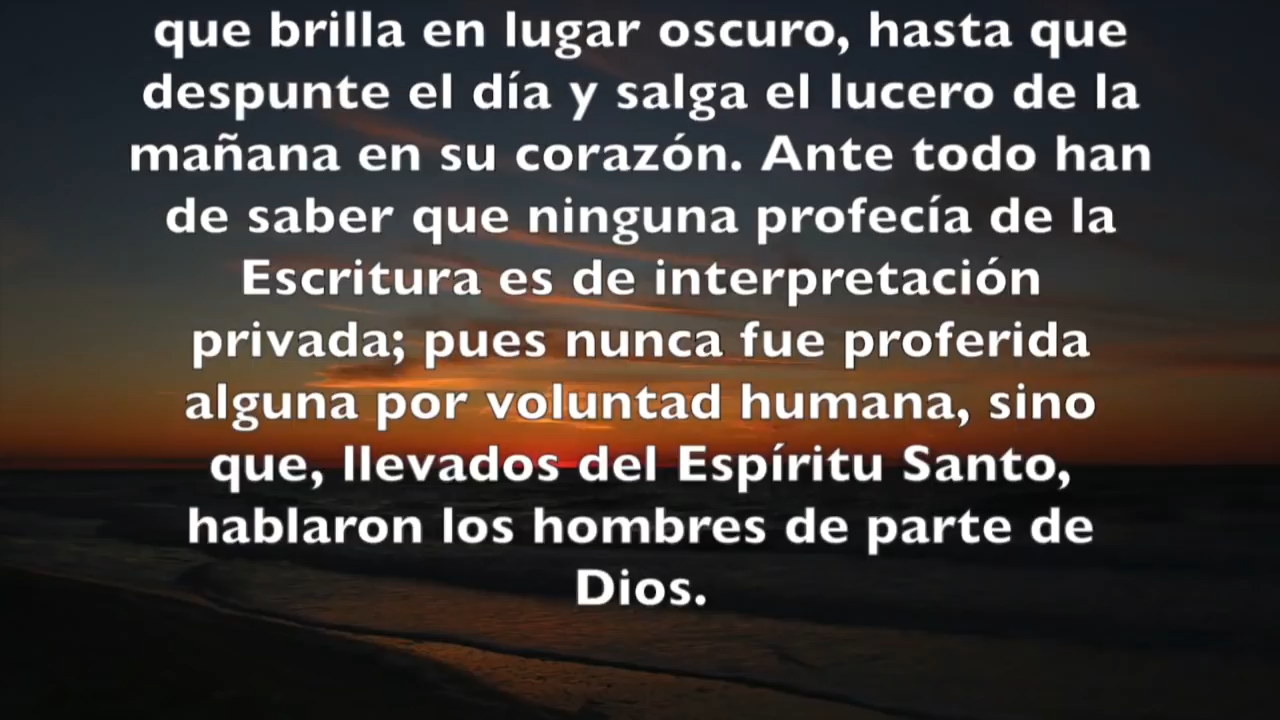 que brilla en lugar oscuro, hasta que
despunte el día y salga el lucero de la
mañana en su corazón. Ante todo han
de saber que ninguna profecía de la
Escritura es de interpretación
privada; pues nunca fue proferida
alguna por voluntad humana, sino
que, llevados del Espíritu Santo,
hablaron los hombres de parte de
Dios.